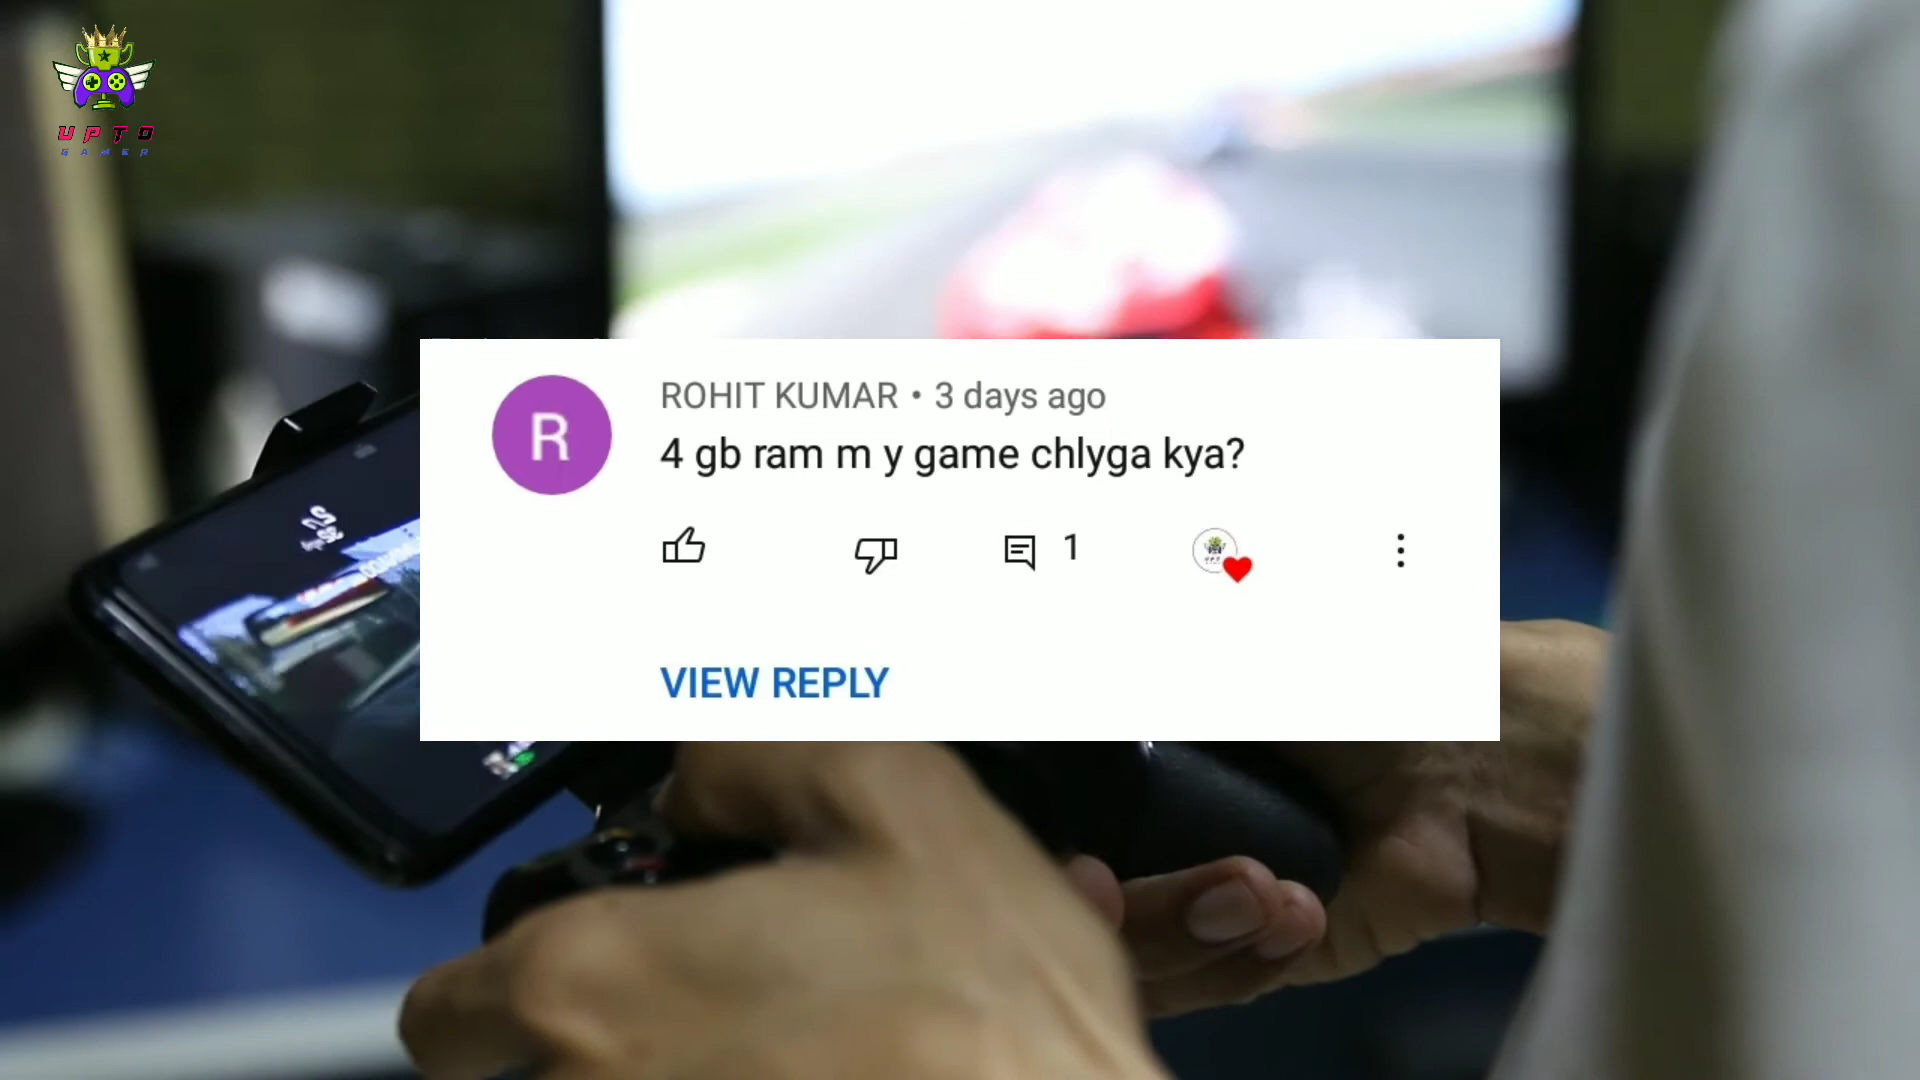 UPTO
GAMER
ROHIT KUMAR • 3 days ago
4 gb ram m y game chlyga kya?
1
VIEW REPLY